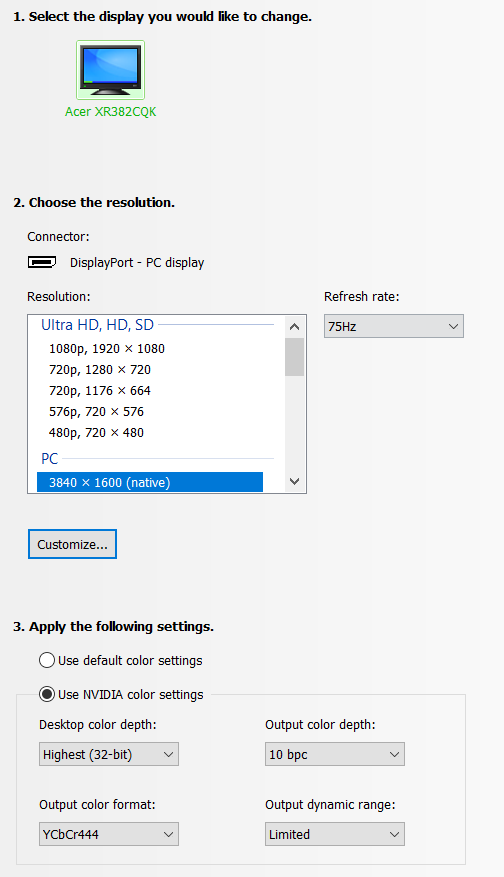 1. Select the display you would like to change.
Acer XR382CQK
2. Choose the resolution.
Connector:
DisplayPort - PC display
Resolution:
Refresh rate:
Ultra HD, HD, SD
75Hz
1080p, 1920 × 1080
720p, 1280 × 720
720p, 1176 × 664
576p, 720 × 576
480p, 720 × 480
PC
3840 × 1600 (native)
Customize...
3. Apply the following settings.
Use default color settings
Use NVIDIA color settings
Desktop color depth:
Output color depth:
Highest (32-bit)
10 bpc
Output color format:
Output dynamic range:
YCbCr444
Limited